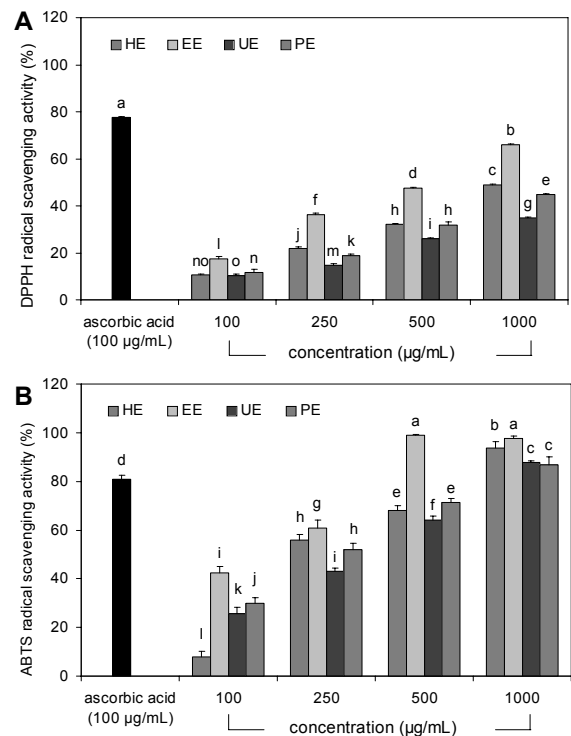 A
DPPH radical scavenging activity (%)
120
100
80
60
40
20
0
HE EE UE PE
a
no l o n
j f m k
h d i h
c b g e
ascorbic acid
(100 µg/mL)
100 250 500 1000
concentration (µg/mL)
B
ABTS radical scavenging activity (%)
120
100
80
60
40
20
0
HE EE UE PE
d
l i k j
h g i h
e a f e
b a c c
ascorbic acid
(100 µg/mL)
100 250 500 1000
concentration (µg/mL)